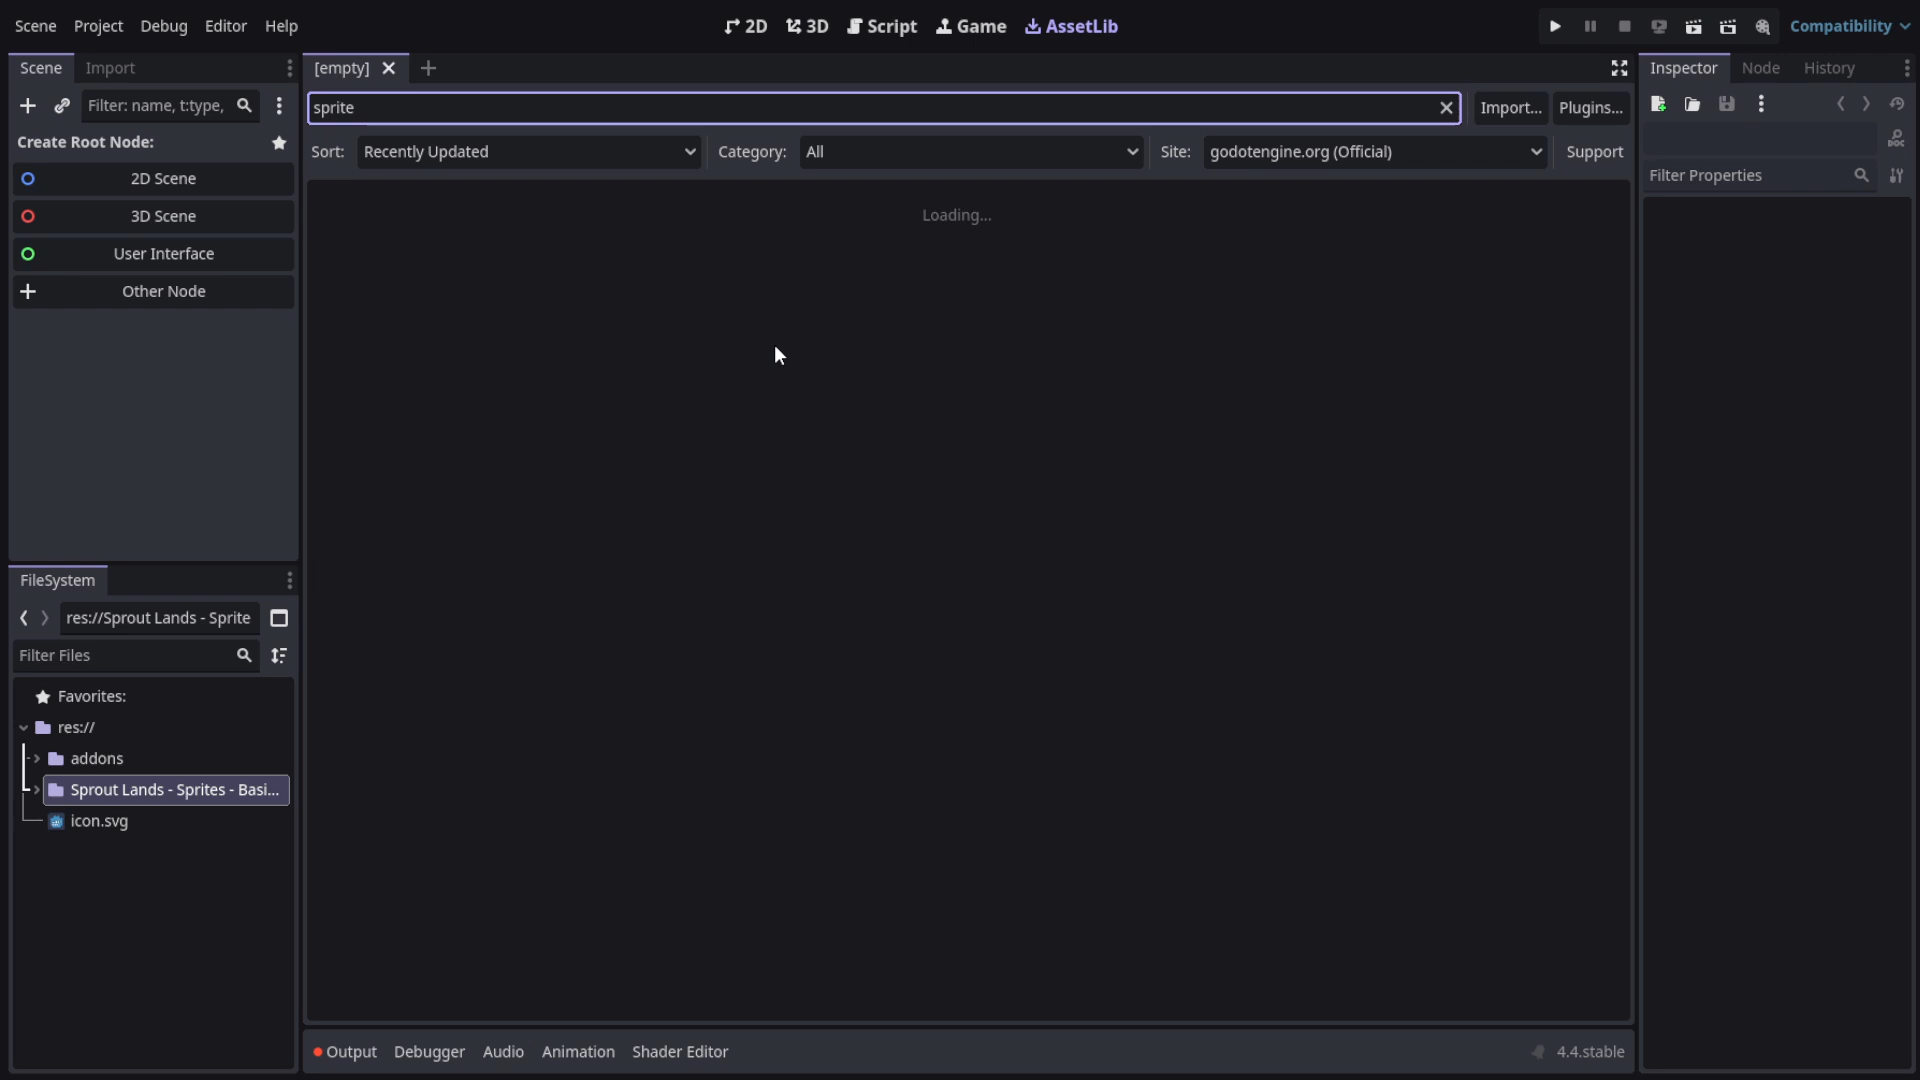 Scene Project Debug Editor Help
2D 3D Script Game AssetLib
Compatibility
Scene Import
[empty]
Inspector Node History
Filter: name, t:type,
sprite
Import... Plugins...
DOC
Create Root Node:
Sort: Recently Updated Category: All Site: godotengine.org (Official) Support
Filter Properties
2D Scene
3D Scene
User Interface
Other Node
Loading...
FileSystem
res://Sprout Lands - Sprite
Filter Files
Favorites:
res://
addons
Sprout Lands - Sprites - Basi...
icon.svg
Output Debugger Audio Animation Shader Editor
4.4.stable